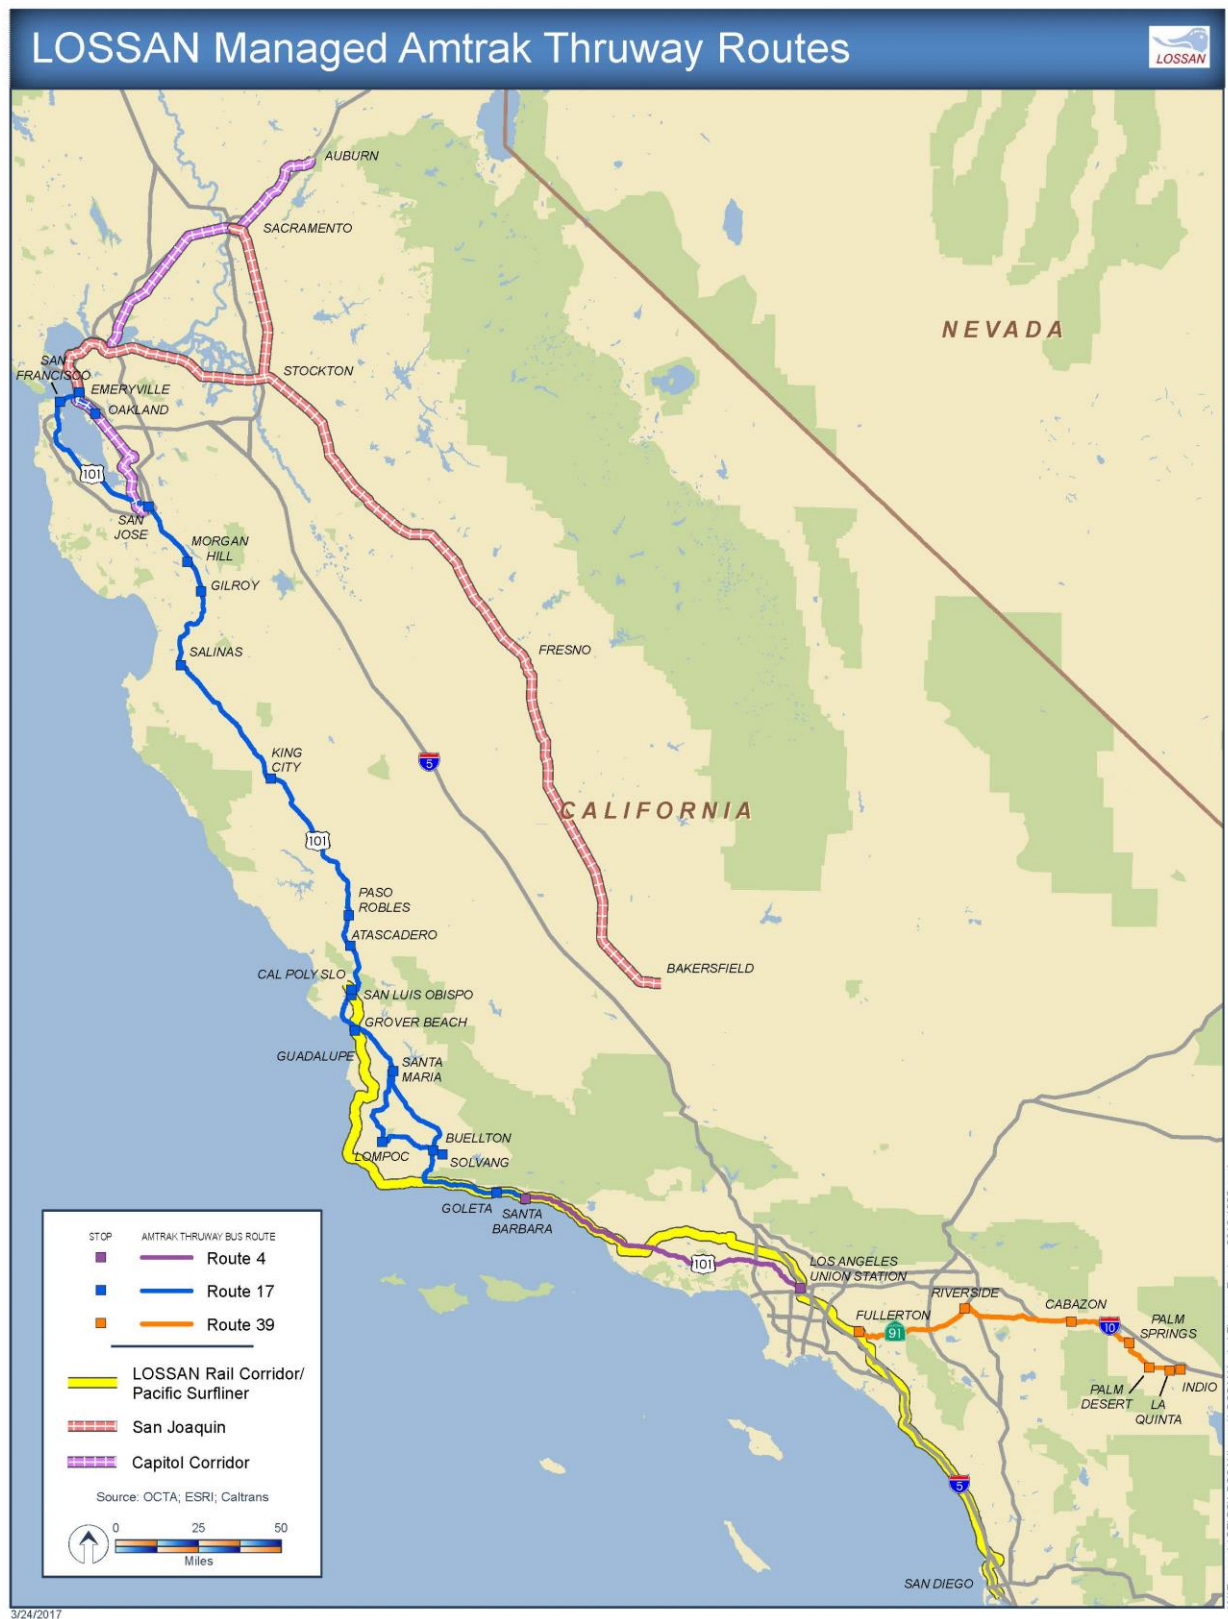 LOSSAN Managed Amtrak Thruway Routes
LOSSAN
AUBURN
SACRAMENTO
NEVADA
SAN
FRANCISCO
STOCKTON
EMERYVILLE
OAKLAND
101
SAN
JOSE
MORGAN
HILL
GILROY
SALINAS
FRESNO
KING
CITY
5
CALIFORNIA
101
PASO
ROBLES
ATASCADERO
BAKERSFIELD
CAL POLY SLO
SAN LUIS OBISPO
GROVER BEACH
GUADALUPE
SANTA
MARIA
BUELLTON
LOMPOC
SOLVANG
GOLETA
SANTA
BARBARA
101
LOS ANGELES
UNION STATION
RIVERSIDE
FULLERTON
91
CABAZON
10
PALM
SPRINGS
PALM
DESERT
LA
QUINTA
INDIO
5
SAN DIEGO
STOP
AMTRAK THRUWAY BUS ROUTE
Route 4
Route 17
Route 39
LOSSAN Rail Corridor/
Pacific Surfliner
San Joaquin
Capitol Corridor
Source: OCTA; ESRI; Caltrans
0 25 50
Miles
3/24/2017